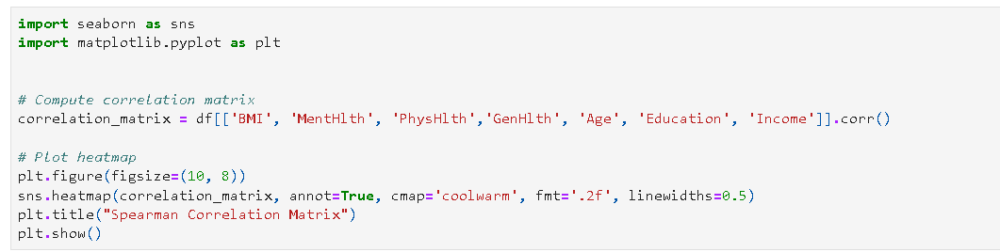 import seaborn as sns
import matplotlib.pyplot as plt
# Compute correlation matrix
correlation_matrix = df[['BMI', 'MentHlth', 'PhysHlth','GenHlth', 'Age', 'Education', 'Income']].corr()
# Plot heatmap
plt.figure(figsize=(10, 8))
sns.heatmap(correlation_matrix, annot=True, cmap='coolwarm', fmt='.2f', linewidths=0.5)
plt.title("Spearman Correlation Matrix")
plt.show()